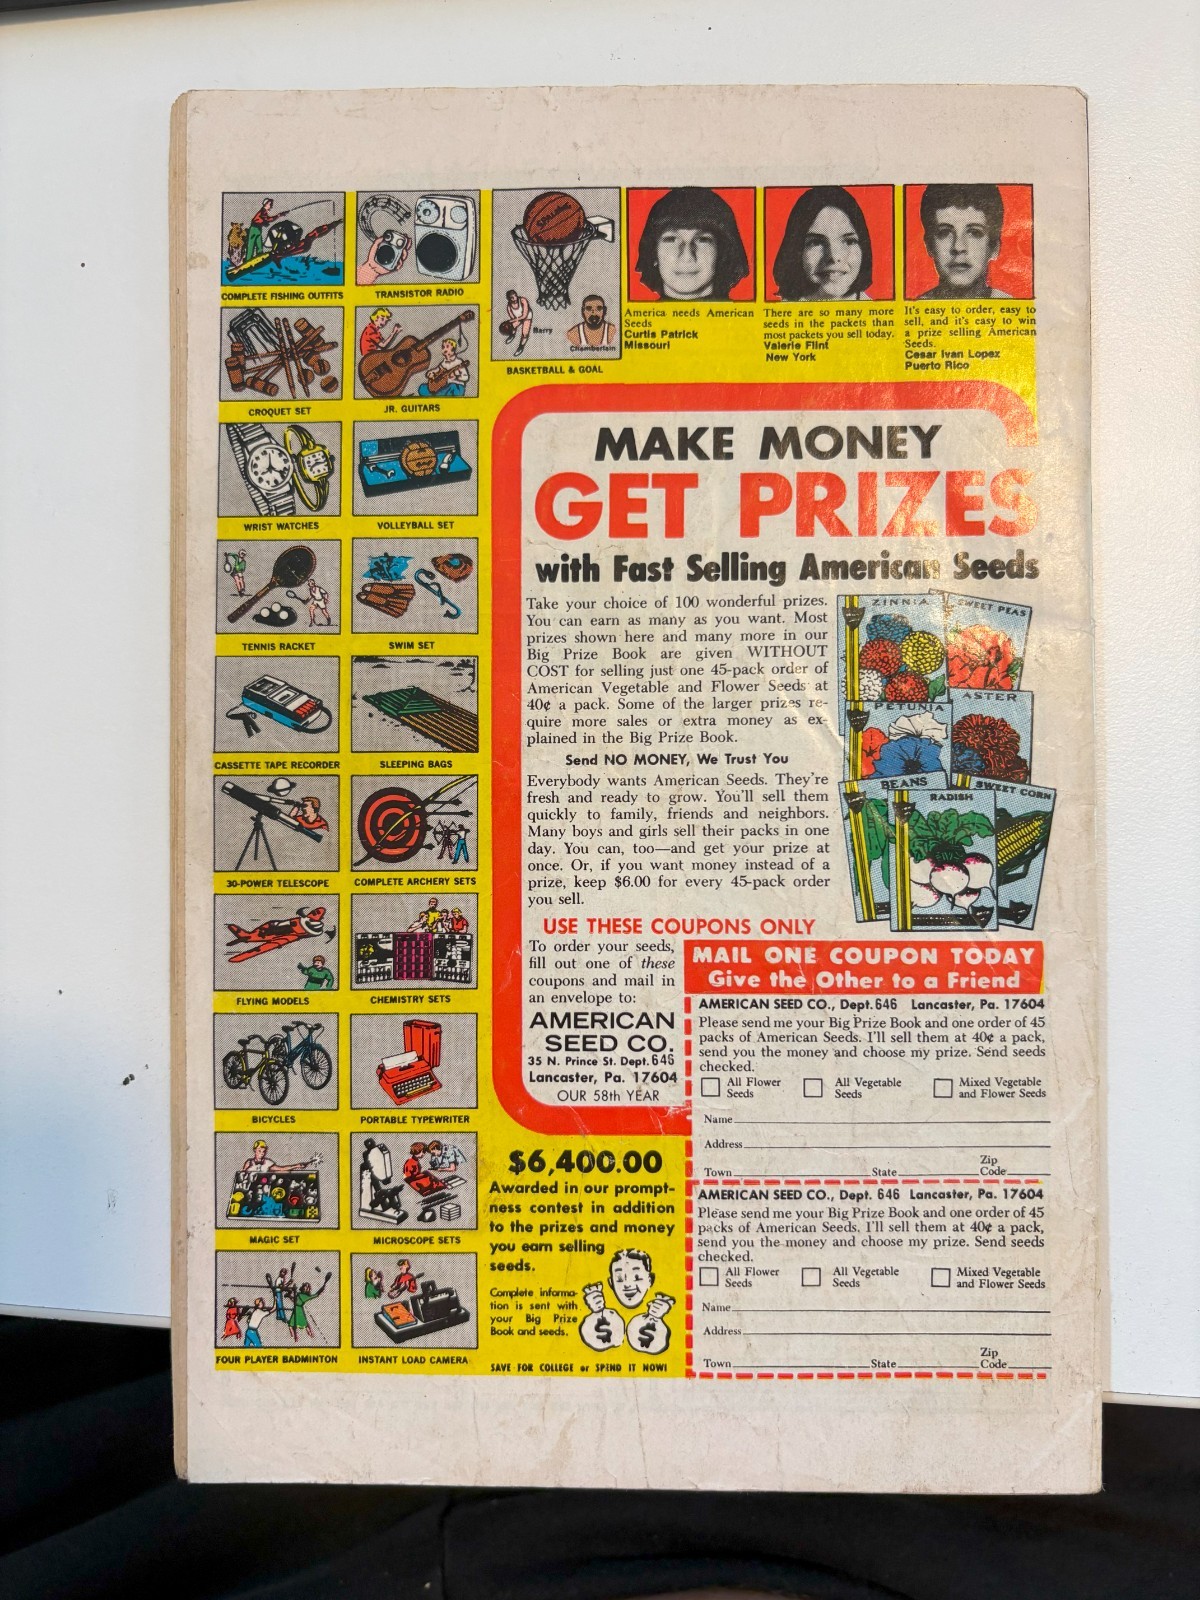 COMPLETE FISHING OUTFITS
TRANSISTOR RADIO
SPALDING
Barry
Chamberlain
BASKETBALL & GOAL
America needs American
Seeds
Curtis Patrick
Missouri
There are so many more
seeds in the packets than
most packets you sell today.
Valerie Flint
New York
It's easy to order, easy to
sell, and it's easy to win
a prize selling American
Seeds.
Cesar Ivan Lopez
Puerto Rico
CROQUET SET
JR. GUITARS
WRIST WATCHES
VOLLEYBALL SET
TENNIS RACKET
SWIM SET
CASSETTE TAPE RECORDER
SLEEPING BAGS
30-POWER TELESCOPE
COMPLETE ARCHERY SETS
FLYING MODELS
CHEMISTRY SETS
BICYCLES
PORTABLE TYPEWRITER
MAGIC SET
MICROSCOPE SETS
FOUR PLAYER BADMINTON
INSTANT LOAD CAMERA
MAKE MONEY
GET PRIZES
with Fast Selling American Seeds
Take your choice of 100 wonderful prizes.
You can earn as many as you want. Most
prizes shown here and many more in our
Big Prize Book are given WITHOUT
COST for selling just one 45-pack order of
American Vegetable and Flower Seeds at
40¢ a pack. Some of the larger prizes re-
quire more sales or extra money as ex-
plained in the Big Prize Book.
Send NO MONEY, We Trust You
Everybody wants American Seeds. They're
fresh and ready to grow. You'll sell them
quickly to family, friends and neighbors.
Many boys and girls sell their packs in one
day. You can, too—and get your prize at
once. Or, if you want money instead of a
prize, keep $6.00 for every 45-pack order
you sell.
ZINNIA
SWEET PEAS
PETUNIA
ASTER
BEANS
RADISH
SWEET CORN
USE THESE COUPONS ONLY
To order your seeds,
fill out one of these
coupons and mail in
an envelope to:
AMERICAN
SEED CO.
35 N. Prince St. Dept. 646
Lancaster, Pa. 17604
OUR 58th YEAR
MAIL ONE COUPON TODAY
Give the Other to a Friend
AMERICAN SEED CO., Dept. 646 Lancaster, Pa. 17604
Please send me your Big Prize Book and one order of 45
packs of American Seeds. I'll sell them at 40¢ a pack,
send you the money and choose my prize. Send seeds
checked.
All Flower
Seeds
All Vegetable
Seeds
Mixed Vegetable
and Flower Seeds
Name
Address
Town State Zip Code
AMERICAN SEED CO., Dept. 646 Lancaster, Pa. 17604
Please send me your Big Prize Book and one order of 45
packs of American Seeds. I'll sell them at 40¢ a pack,
send you the money and choose my prize. Send seeds
checked.
All Flower
Seeds
All Vegetable
Seeds
Mixed Vegetable
and Flower Seeds
Name
Address
Town State Zip Code
$6,400.00
Awarded in our prompt-
ness contest in addition
to the prizes and money
you earn selling
seeds.
Complete informa-
tion is sent with
your Big Prize
Book and seeds.
$ $
SAVE FOR COLLEGE or SPEND IT NOW!